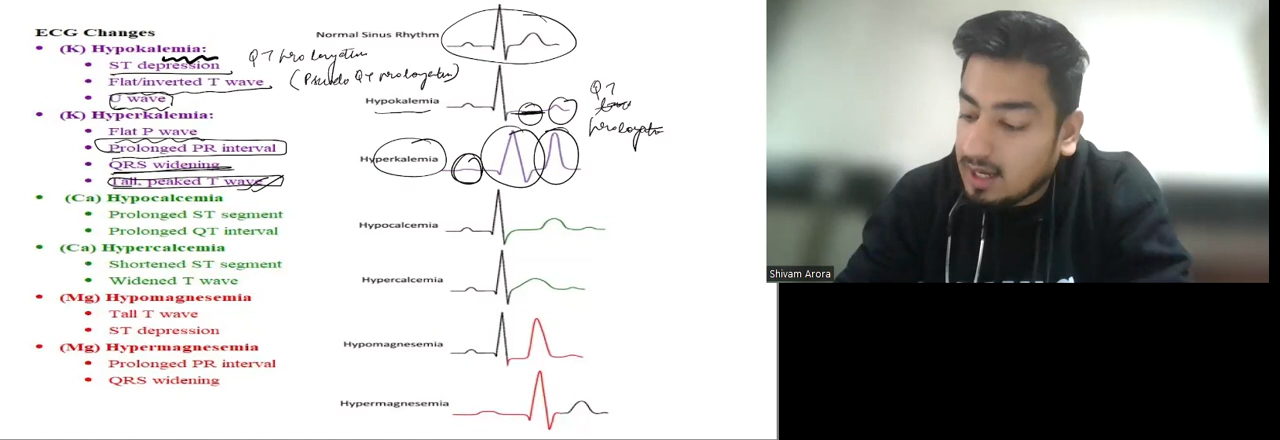 ECG Changes
(K) Hypokalemia:
ST depression
Flat/inverted T wave
U wave
(K) Hyperkalemia:
Flat P wave
Prolonged PR interval
QRS widening
Tall, peaked T wave
(Ca) Hypocalcemia
Prolonged ST segment
Prolonged QT interval
(Ca) Hypercalcemia
Shortened ST segment
Widened T wave
(Mg) Hypomagnesemia
Tall T wave
ST depression
(Mg) Hypermagnesemia
Prolonged PR interval
QRS widening
QT prolongation
(Pseudo QT prolongation)
Normal Sinus Rhythm
Hypokalemia
QT
prolongation
Hyperkalemia
Hypocalcemia
Hypercalcemia
Hypomagnesemia
Hypermagnesemia
Shivam Arora